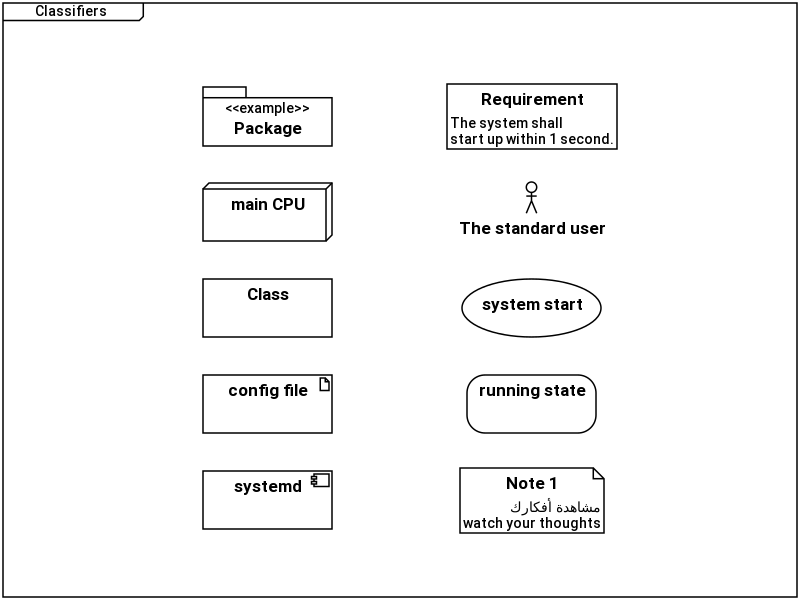 Classifiers
<<example>>
Package
Requirement
The system shall
start up within 1 second.
main CPU
The standard user
Class
system start
config file
running state
systemd
Note 1
مشاهدة أفكارك
watch your thoughts